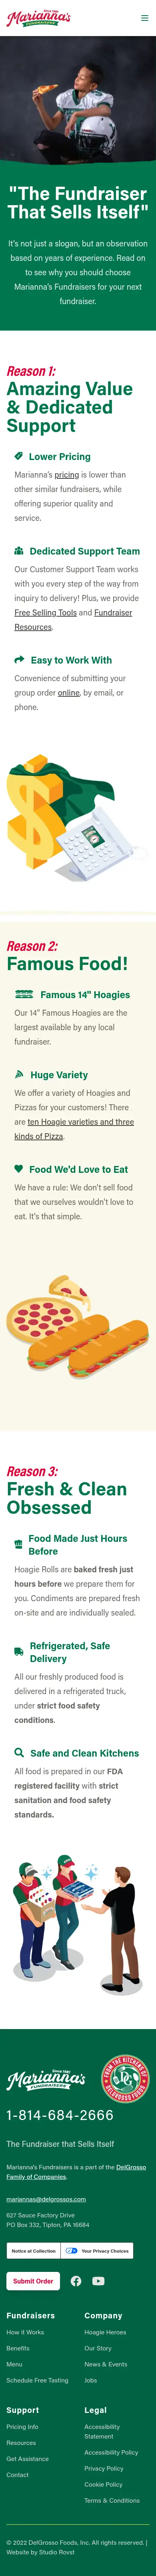 Since 1981
Marianna's
FUNDRAISERS
"The Fundraiser
That Sells Itself"
It's not just a slogan, but an observation
based on years of experience. Read on
to see why you should choose
Marianna's Fundraisers for your next
fundraiser.
Reason 1:
Amazing Value
& Dedicated
Support
Lower Pricing
Marianna's pricing is lower than
other similar fundraisers, while
offering superior quality and
service.
Dedicated Support Team
Our Customer Support Team works
with you every step of the way from
inquiry to delivery! Plus, we provide
Free Selling Tools and Fundraiser
Resources.
Easy to Work With
Convenience of submitting your
group order online, by email, or
phone.
Reason 2:
Famous Food!
Famous 14" Hoagies
Our 14" Famous Hoagies are the
largest available by any local
fundraiser.
Huge Variety
We offer a variety of Hoagies and
Pizzas for your customers! There
are ten Hoagie varieties and three
kinds of Pizza.
Food We'd Love to Eat
We have a rule: We don't sell food
that we ourselves wouldn't love to
eat. It's that simple.
Reason 3:
Fresh & Clean
Obsessed
Food Made Just Hours
Before
Hoagie Rolls are baked fresh just
hours before we prepare them for
you. Condiments are prepared fresh
on-site and are individually sealed.
Refrigerated, Safe
Delivery
All our freshly produced food is
delivered in a refrigerated truck,
under strict food safety
conditions.
Safe and Clean Kitchens
All food is prepared in our FDA
registered facility with strict
sanitation and food safety
standards.
Since 1981
Marianna's
FUNDRAISERS
FROM THE KITCHENS OF
DELGROSSO FOODS
1-814-684-2666
The Fundraiser that Sells Itself
Marianna's Fundraisers is a part of the DelGrosso
Family of Companies.
mariannas@delgrossos.com
627 Sauce Factory Drive
PO Box 332, Tipton, PA 16684
Notice at Collection Your Privacy Choices
Submit Order
Fundraisers
How it Works
Benefits
Menu
Schedule Free Tasting
Company
Hoagie Heroes
Our Story
News & Events
Jobs
Support
Pricing Info
Resources
Get Assistance
Contact
Legal
Accessibility
Statement
Accessibility Policy
Privacy Policy
Cookie Policy
Terms & Conditions
© 2022 DelGrosso Foods, Inc. All rights reserved. |
Website by Studio Rovst